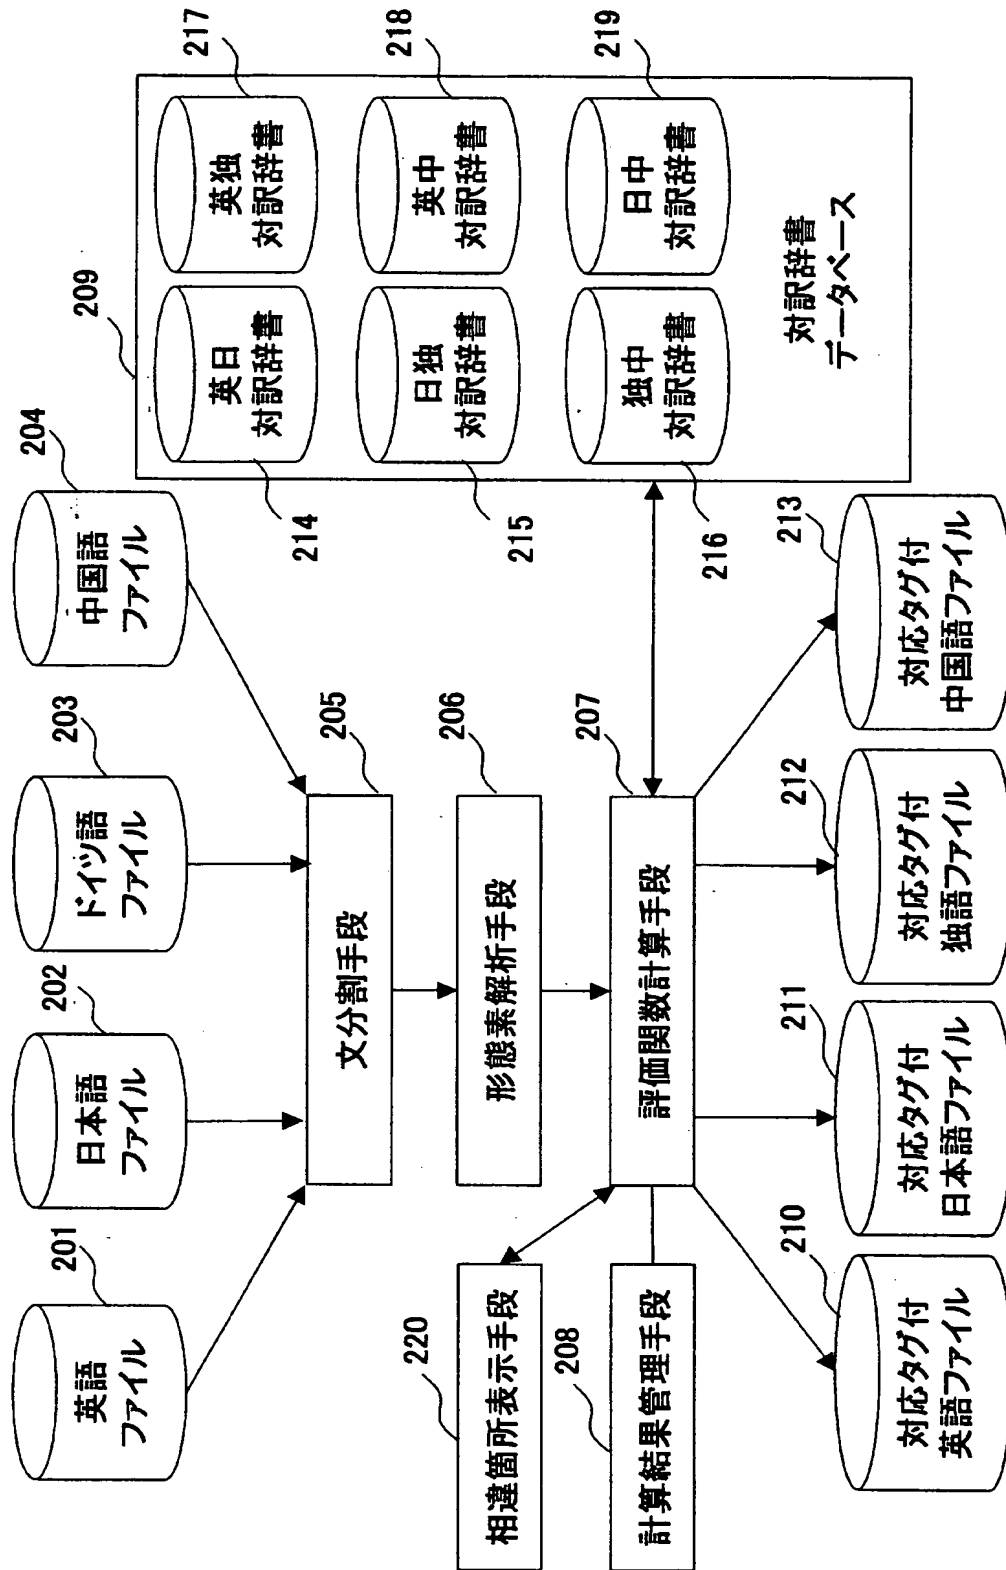 201
英語
ファイル
202
日本語
ファイル
203
ドイツ語
ファイル
204
中国語
ファイル
209
217
218
219
英日
対訳辞書
英独
対訳辞書
日独
対訳辞書
英中
対訳辞書
独中
対訳辞書
日中
対訳辞書
214
215
216
対訳辞書
データベース
文分割手段
205
形態素解析手段
206
評価関数計算手段
207
220
相違箇所表示手段
208
計算結果管理手段
210
対応タグ付
英語ファイル
211
対応タグ付
日本語ファイル
212
対応タグ付
独語ファイル
213
対応タグ付
中国語ファイル